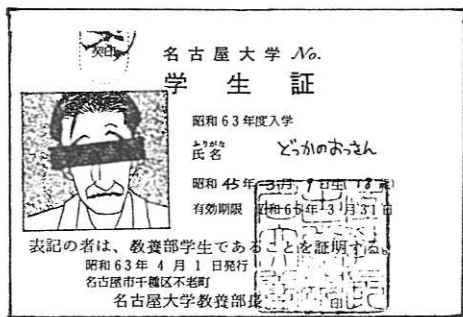 契印
名古屋大学 No.
学生証
昭和63年度入学
ふりがな
氏名 どっかのおっさん
昭和45年3月9日生(18歳)
有効期限 昭和65年3月31日
表記の者は、教養部学生であることを証明する。
昭和63年4月1日発行
名古屋市千種区不老町
名古屋大学教養部長 印